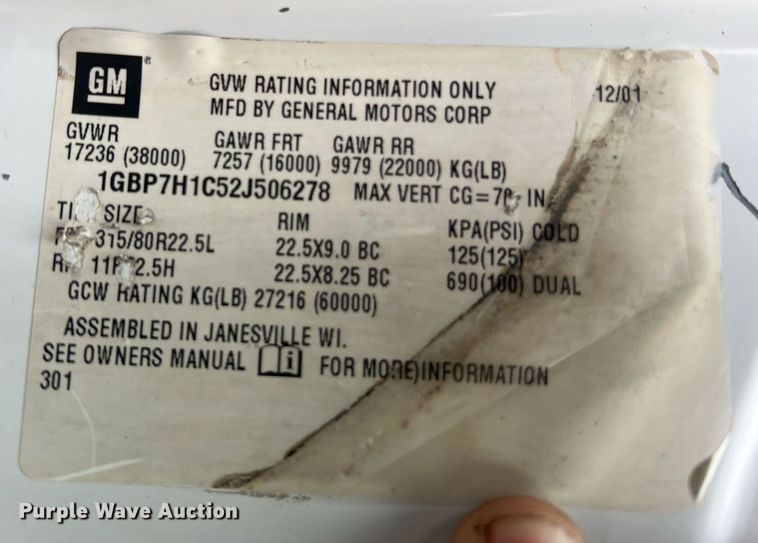 GM
GVW RATING INFORMATION ONLY 12/01
MFD BY GENERAL MOTORS CORP
GVWR GAWR FRT GAWR RR
17236 (38000) 7257 (16000) 9979 (22000) KG(LB)
1GBP7H1C52J506278 MAX VERT CG= IN
SIZE RIM KPA(PSI) COLD
315/80R22.5L 22.5X9.0 BC 125(125)
22.5X8.25 BC 690(100) DUAL
GCW RATING KG(LB) 27216 (60000)
ASSEMBLED IN JANESVILLE WI.
SEE OWNERS MANUAL i FOR MORE INFORMATION
301
Purple Wave Auction